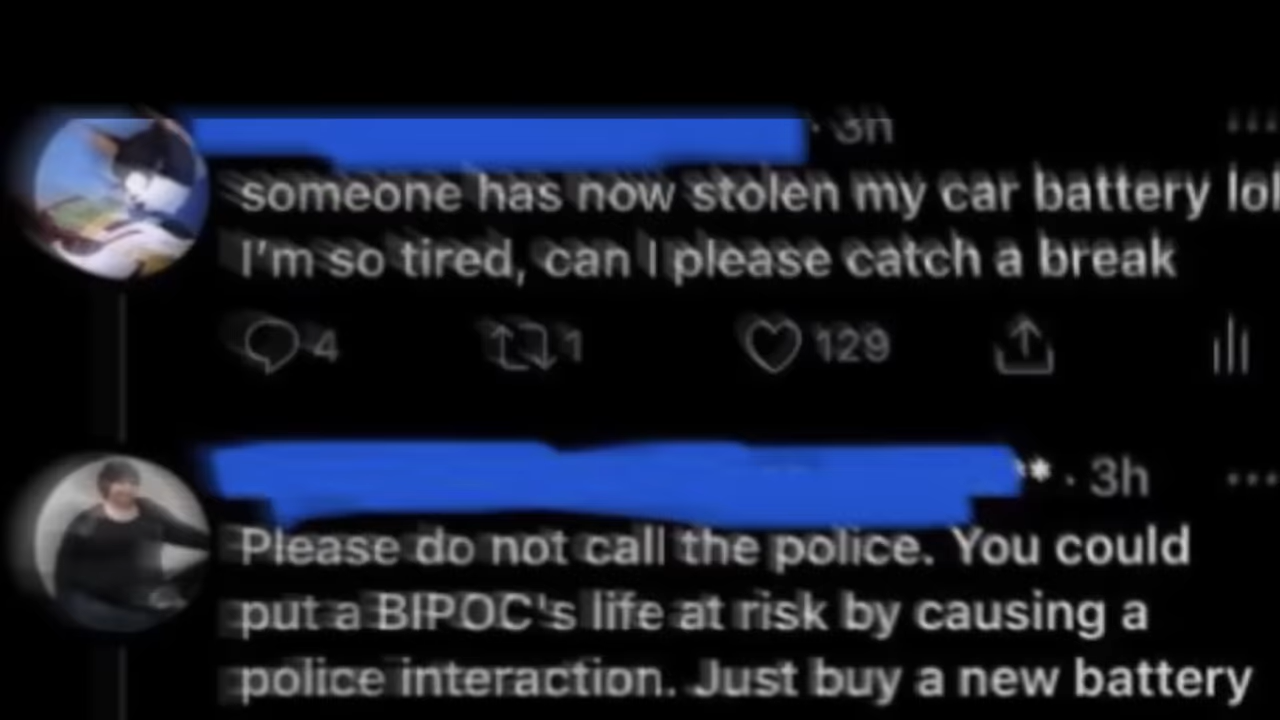 · 3h
someone has now stolen my car battery lol
I’m so tired, can I please catch a break
4 1 129
** · 3h
Please do not call the police. You could
put a BIPOC's life at risk by causing a
police interaction. Just buy a new battery